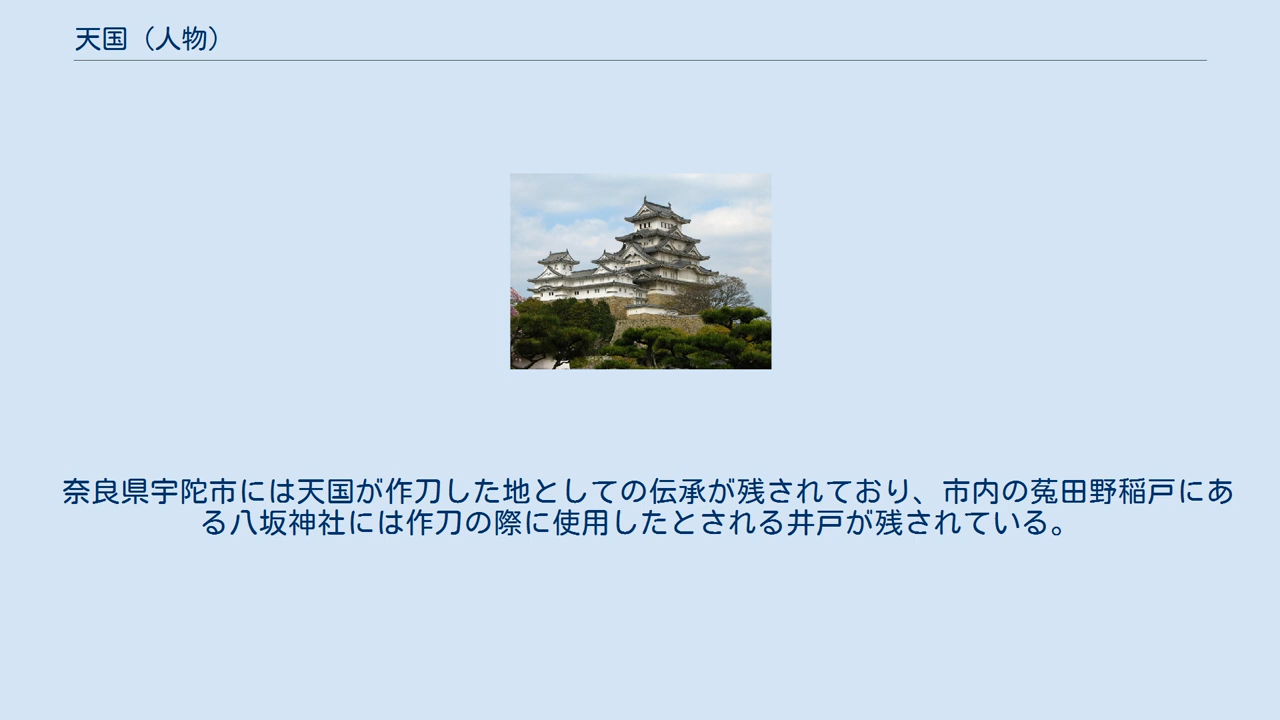 天国（人物）
奈良県宇陀市には天国が作刀した地としての伝承が残されており、市内の菟田野稲戸にあ
る八坂神社には作刀の際に使用したとされる井戸が残されている。